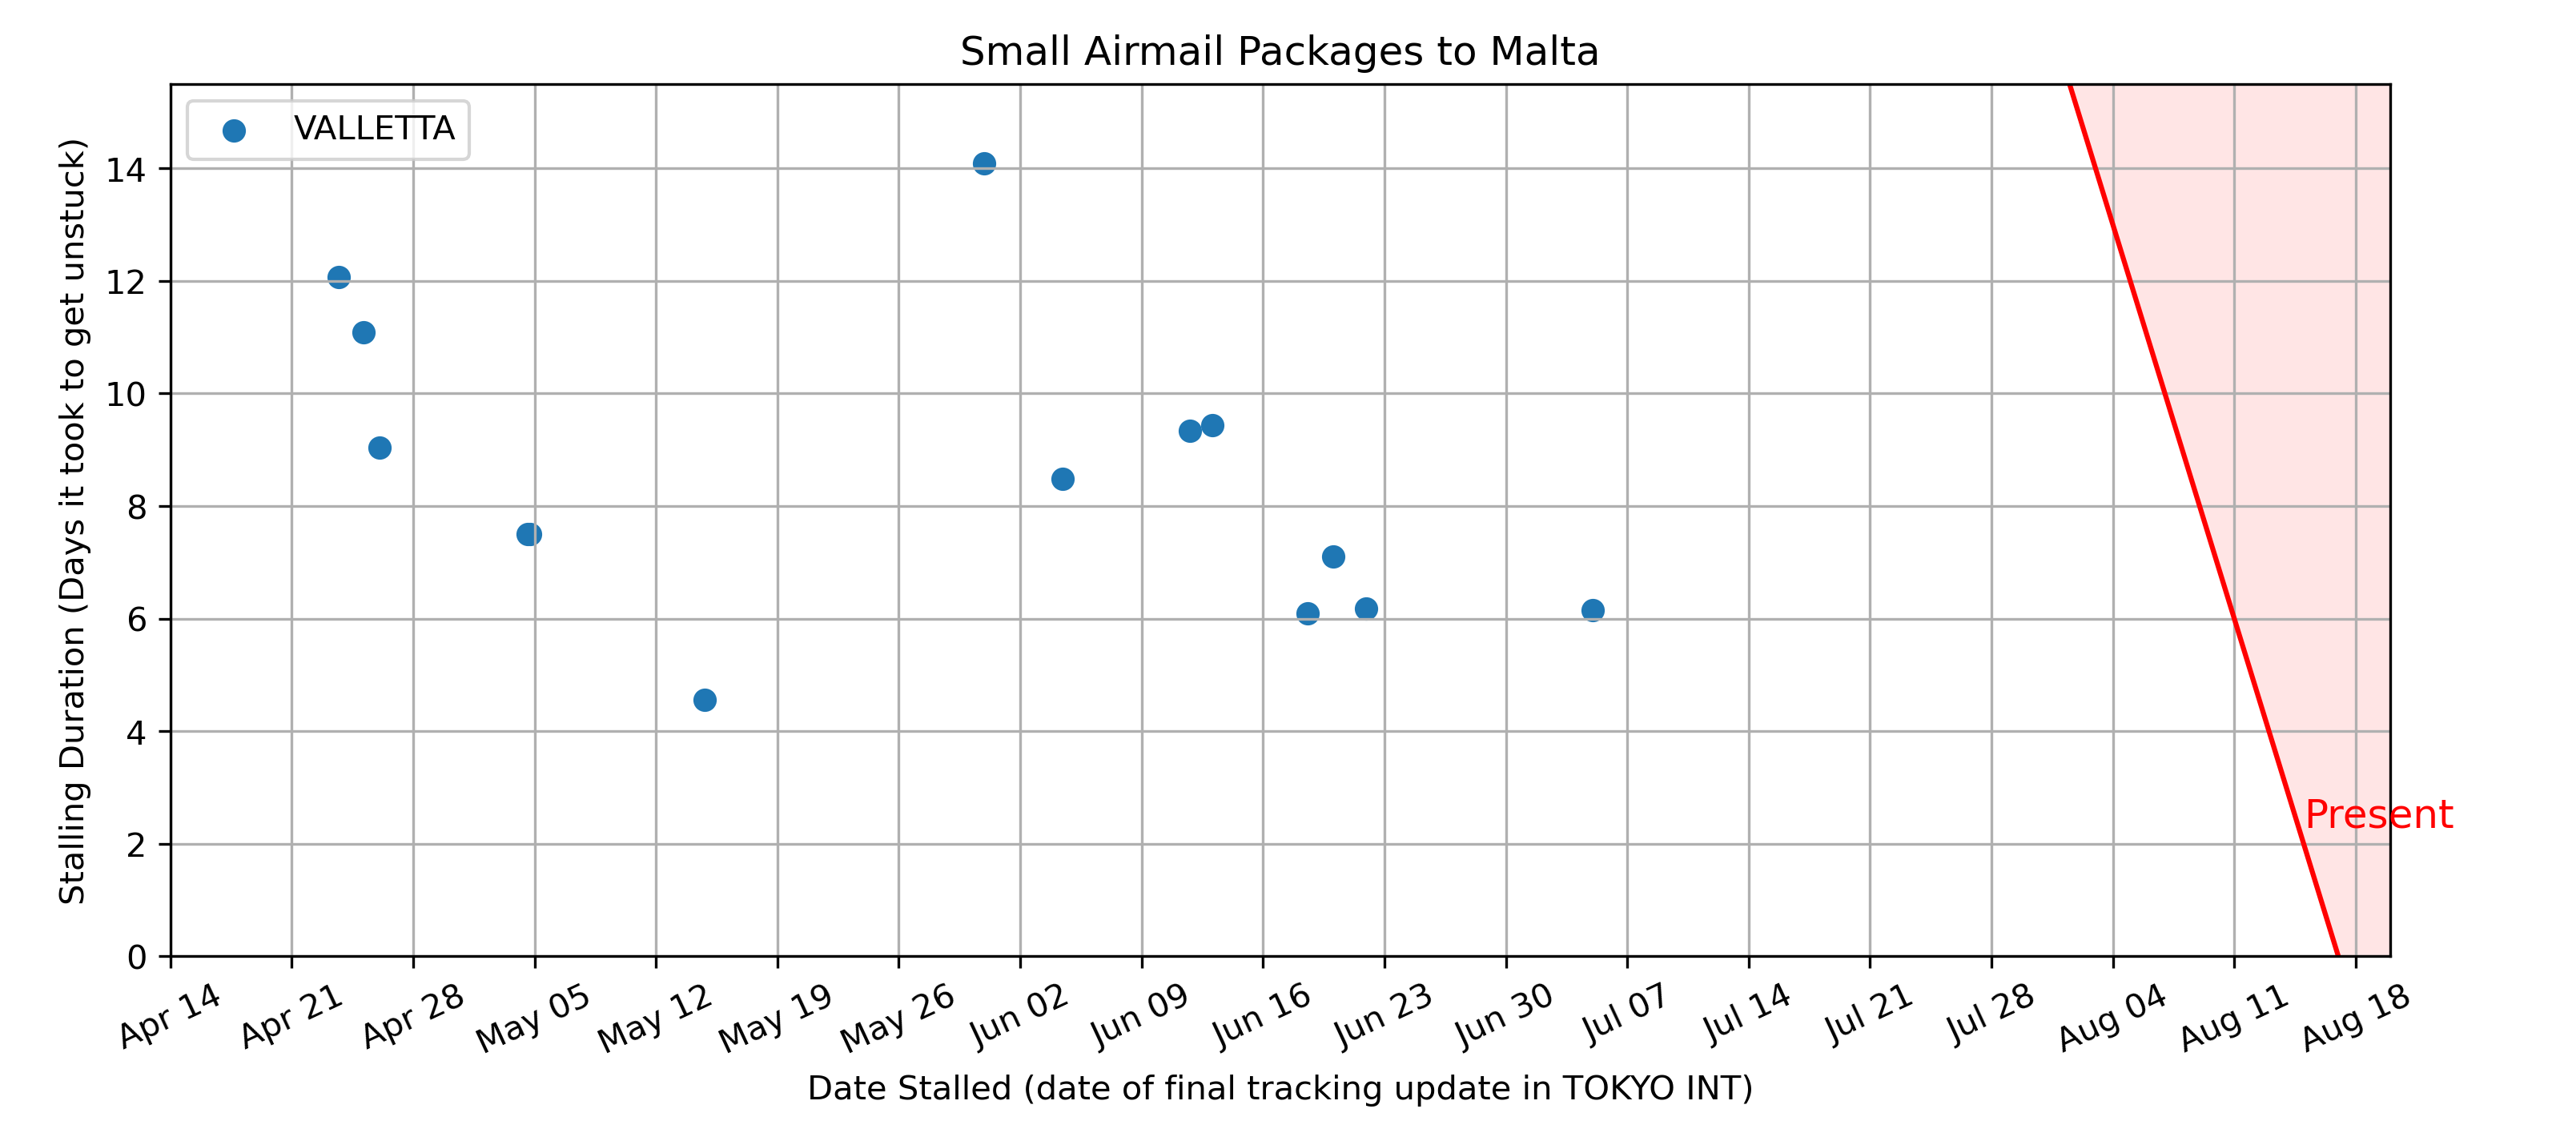 Small Airmail Packages to Malta
VALLETTA
Stalling Duration (Days it took to get unstuck)
14
12
10
8
6
4
2
0
Present
Apr 14
Apr 21
Apr 28
May 05
May 12
May 19
May 26
Jun 02
Jun 09
Jun 16
Jun 23
Jun 30
Jul 07
Jul 14
Jul 21
Jul 28
Aug 04
Aug 11
Aug 18
Date Stalled (date of final tracking update in TOKYO INT)